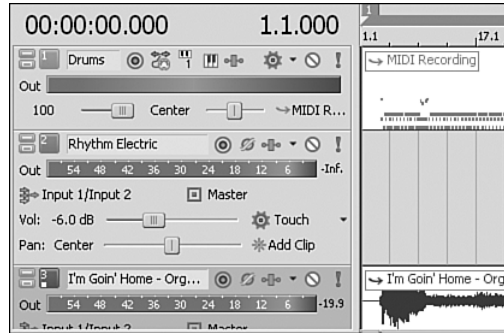 00:00:00.000 1.1.000
1
1.1 17.1
1 Drums 1
MIDI Recording
Out
100 Center MIDI R...
2 Rhythm Electric
Out 54 48 42 36 30 24 18 12 6 -Inf.
Input 1/Input 2 Master
Vol: -6.0 dB Touch
Pan: Center Add Clip
3 I'm Goin' Home - Org...
I'm Goin' Home - Org
Out 54 48 42 36 30 24 18 12 6 -19.9
Input 1/Input 2 Master